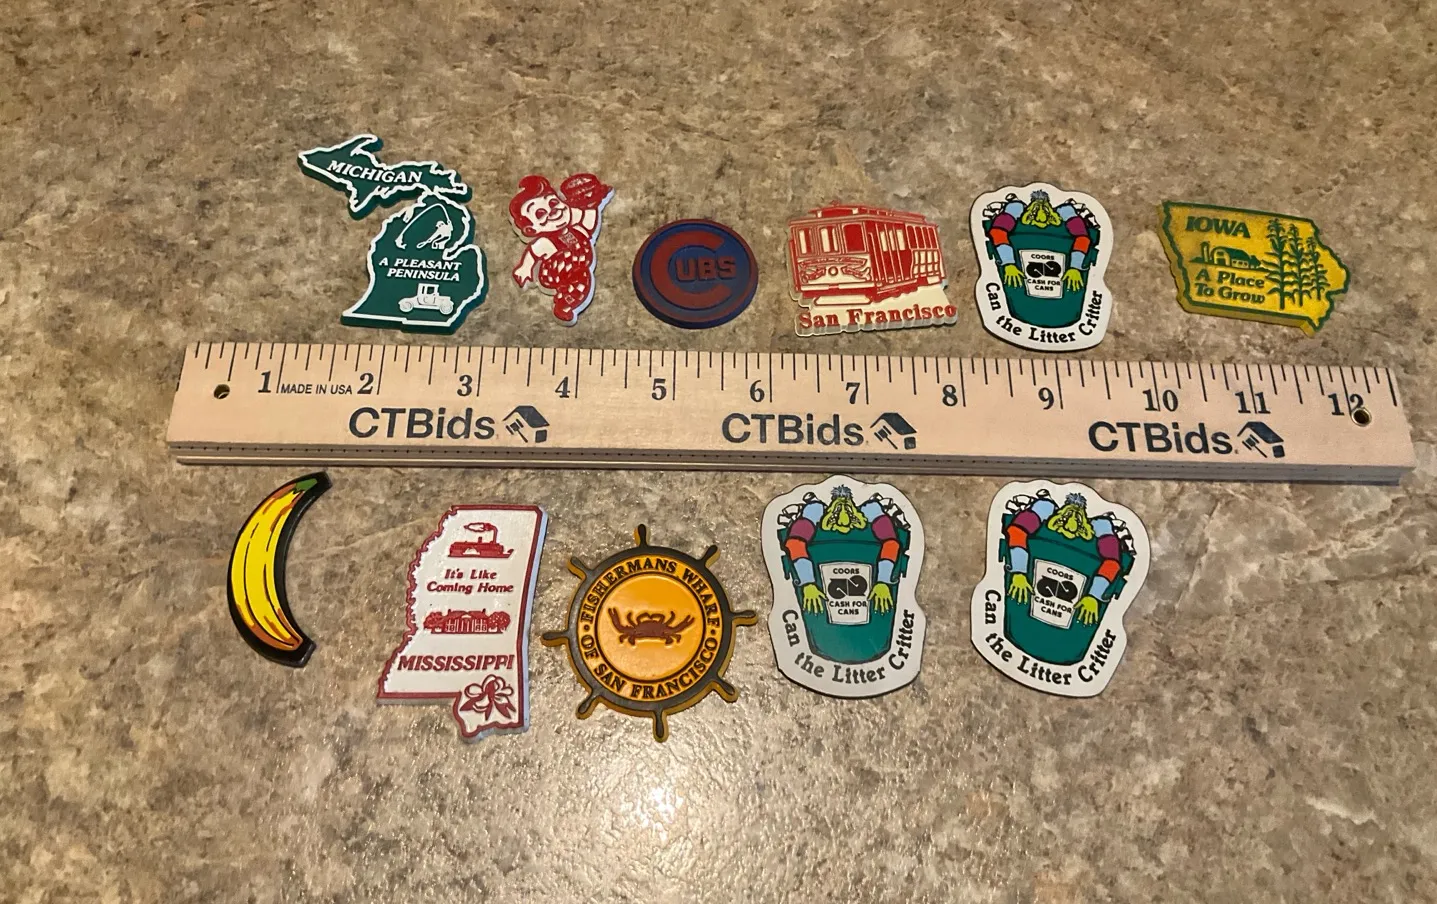 MICHIGAN
A PLEASANT
PENINSULA
CUBS
San Francisco
COORS
CASH FOR
CANS
Can the Litter Critter
IOWA
A Place
To Grow
1 MADE IN USA 2 3 4 5 6 7 8 9 10 11 12
CTBids CTBids CTBids
It's Like
Coming Home
MISSISSIPPI
FISHERMANS WHARF
OF SAN FRANCISCO
COORS
CASH FOR
CANS
Can the Litter Critter
COORS
CASH FOR
CANS
Can the Litter Critter